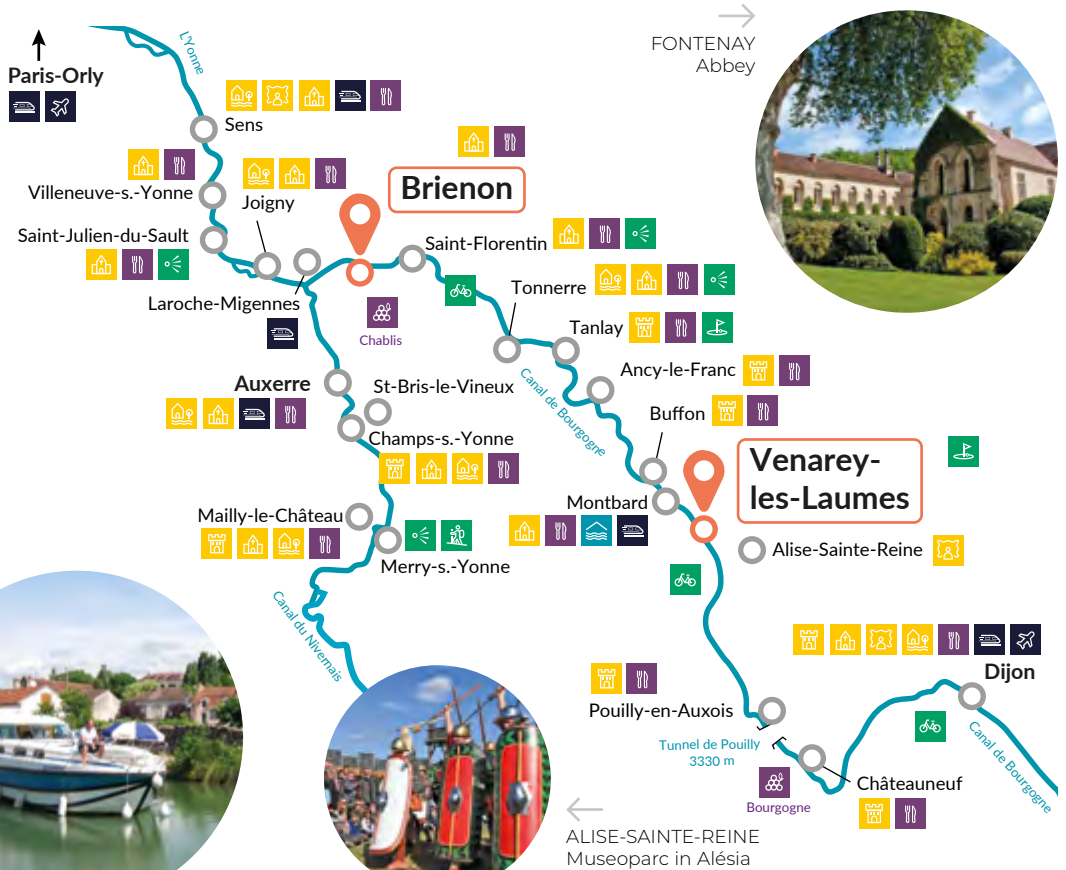 FONTENAY
Abbey
L'Yonne
Paris-Orly
Sens
Villeneuve-s.-Yonne
Joigny
Brienon
Saint-Julien-du-Sault
Saint-Florentin
Laroche-Migennes
Tonnerre
Chablis
Tanlay
Auxerre
St-Bris-le-Vineux
Ancy-le-Franc
Canal de Bourgogne
Buffon
Champs-s.-Yonne
Venarey-
les-Laumes
Mailly-le-Château
Montbard
Merry-s.-Yonne
Alise-Sainte-Reine
Canal du Nivernais
Dijon
Pouilly-en-Auxois
Tunnel de Pouilly
3330 m
Canal de Bourgogne
Châteauneuf
Bourgogne
ALISE-SAINTE-REINE
Museoparc in Alésia